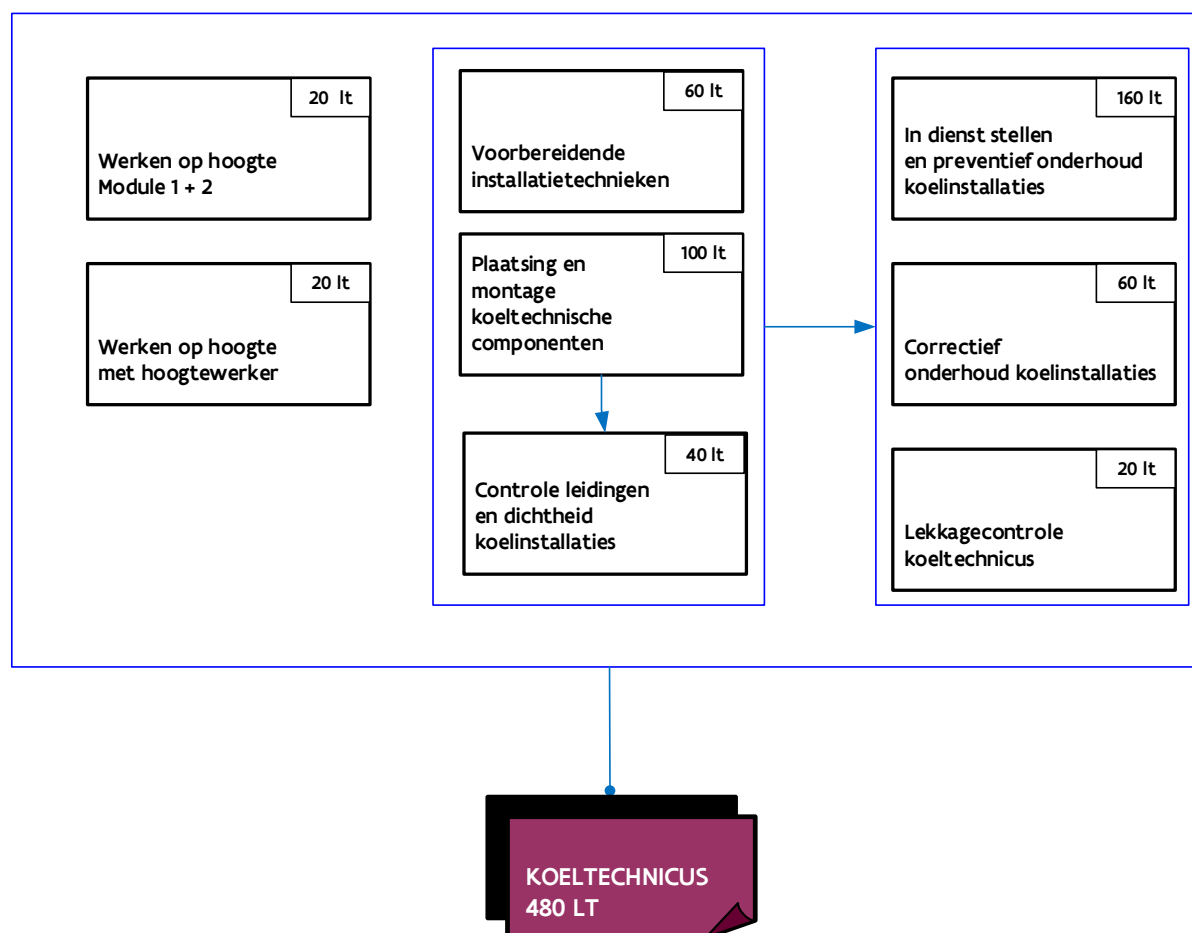 20 lt
Werken op hoogte
Module 1 + 2
20 lt
Werken op hoogte
met hoogtewerker
60 lt
Voorbereidende
installatietechnieken
100 lt
Plaatsing en
montage
koeltechnische
componenten
40 lt
Controle leidingen
en dichtheid
koelinstallaties
160 lt
In dienst stellen
en preventief onderhoud
koelinstallaties
60 lt
Correctief
onderhoud koelinstallaties
20 lt
Lekkagecontrole
koeltechnicus
KOELTECHNICUS
480 LT